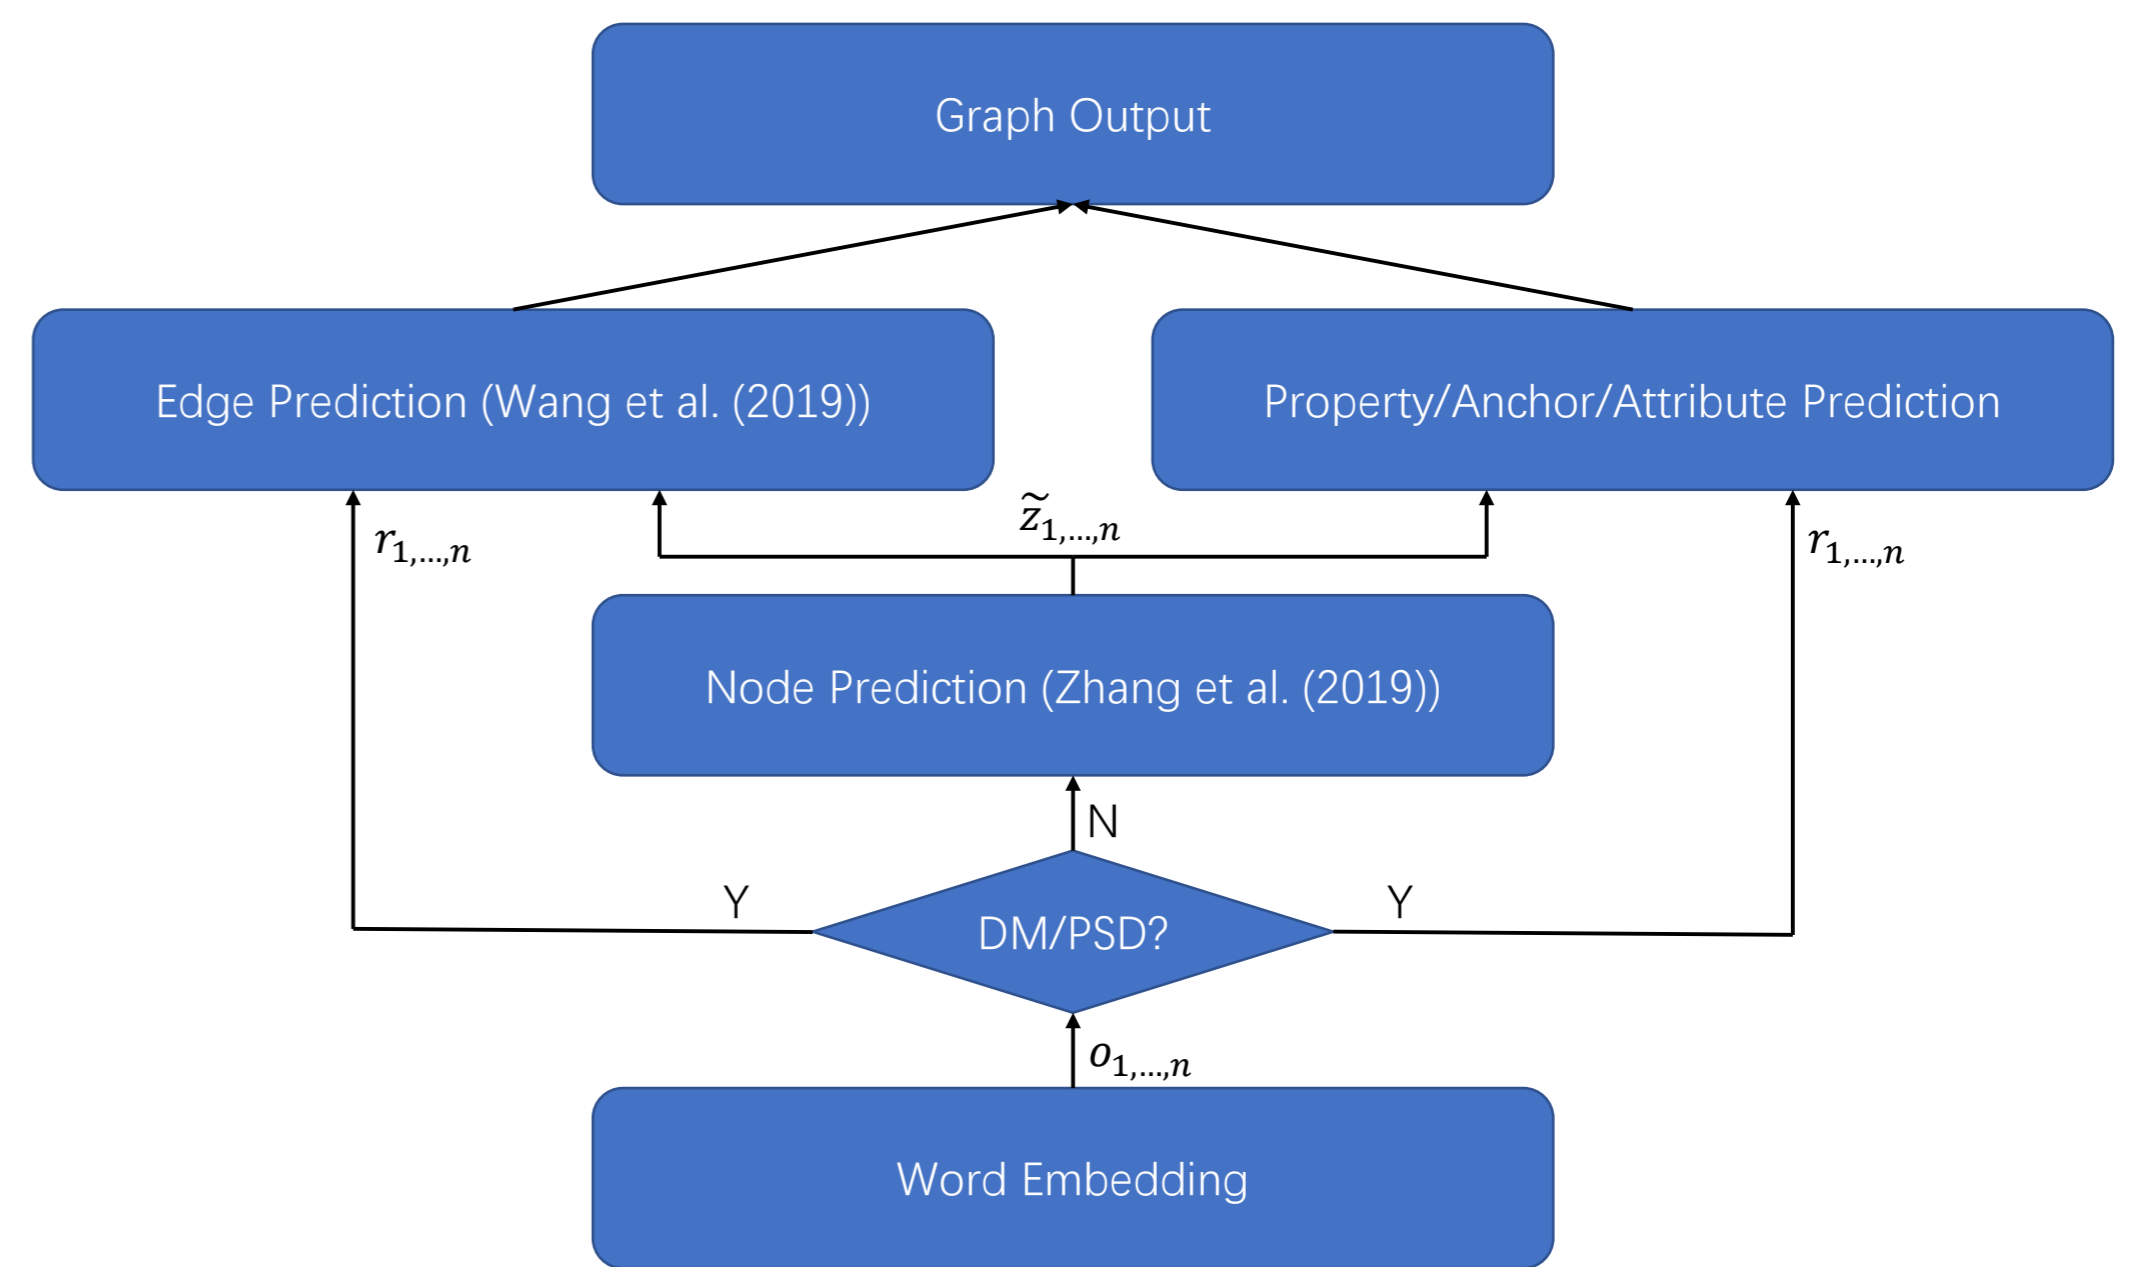 Graph Output
Edge Prediction (Wang et al. (2019))
Property/Anchor/Attribute Prediction
r₁,...,ₙ
z̃₁,...,ₙ
r₁,...,ₙ
Node Prediction (Zhang et al. (2019))
N
Y
DM/PSD?
Y
o₁,...,ₙ
Word Embedding